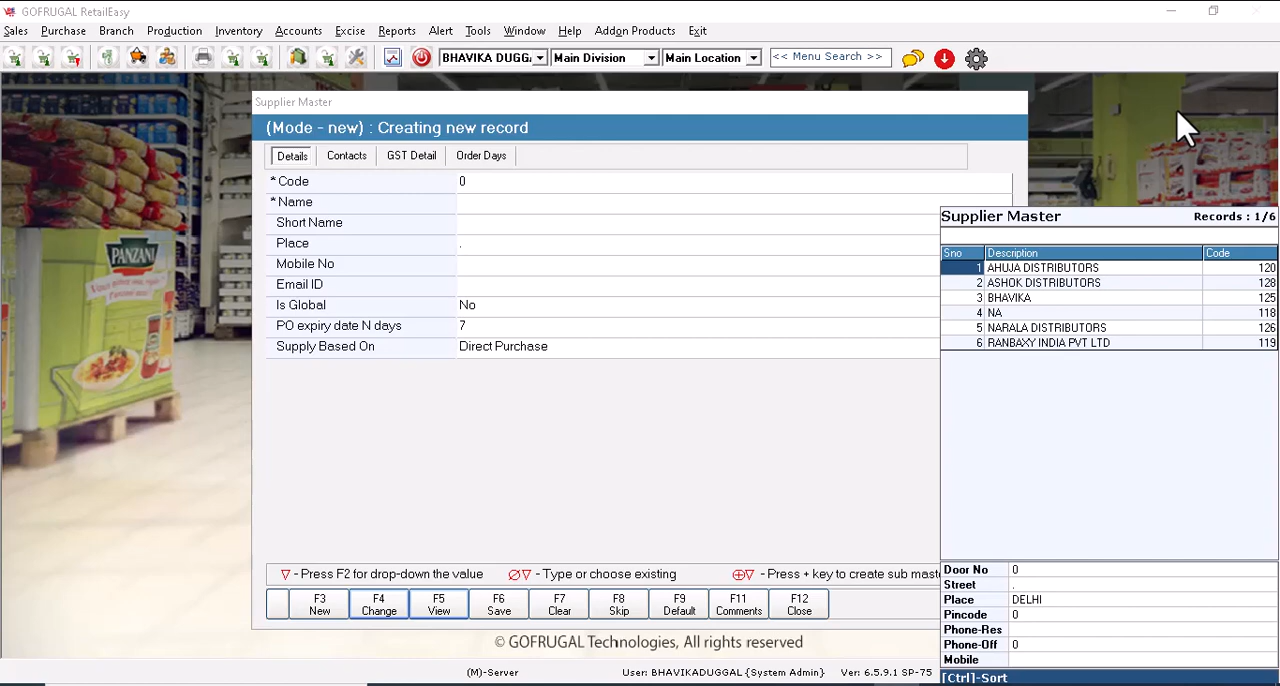 GOFRUGAL RetailEasy
Sales Purchase Branch Production Inventory Accounts Excise Reports Alert Tools Window Help Addon Products Exit
BHAVIKA DUGGA Main Division Main Location << Menu Search >>
Supplier Master
(Mode - new) : Creating new record
Details Contacts GST Detail Order Days
* Code 0
* Name
Short Name
Place .
Mobile No
Email ID
Is Global No
PO expiry date N days 7
Supply Based On Direct Purchase
Supplier Master Records : 1/6
Sno Description Code
1 AHUJA DISTRIBUTORS 120
2 ASHOK DISTRIBUTORS 128
3 BHAVIKA 125
4 NA 118
5 NARALA DISTRIBUTORS 126
6 RANBAXY INDIA PVT LTD 119
Door No 0
Street .
Place DELHI
Pincode 0
Phone-Res
Phone-Off 0
Mobile
[Ctrl]-Sort
- Press F2 for drop-down the value - Type or choose existing - Press + key to create sub maste
F3 New F4 Change F5 View F6 Save F7 Clear F8 Skip F9 Default F11 Comments F12 Close
PANZANI
© GOFRUGAL Technologies, All rights reserved
(M)-Server User: BHAVIKADUGGAL {System Admin} Ver: 6.5.9.1 SP-75